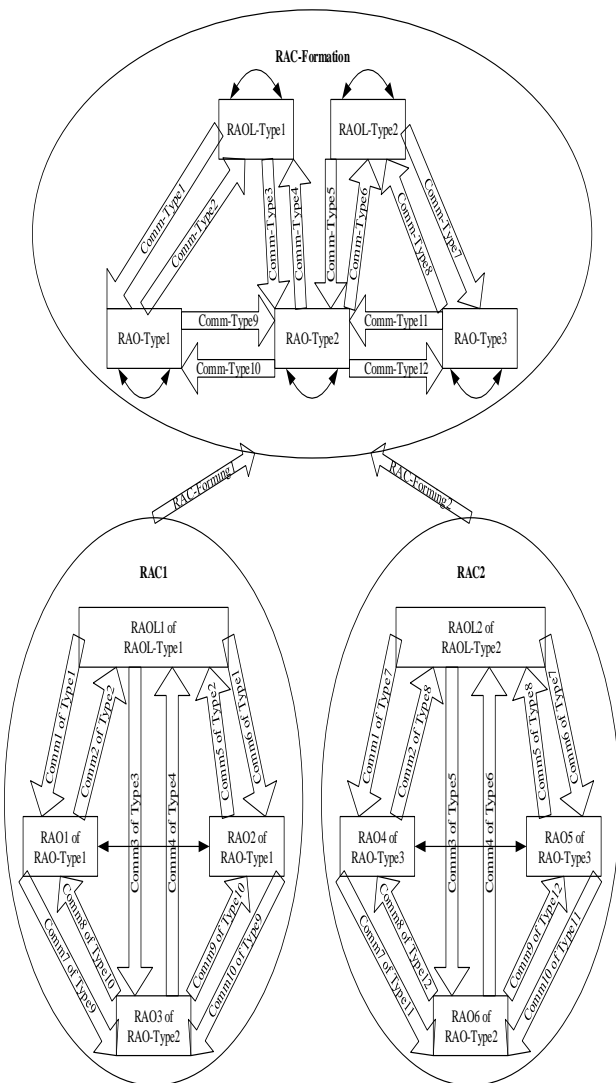 RAC-Formation
RAOL-Type1
RAOL-Type2
Comm-Type1
Comm-Type2
Comm-Type3
Comm-Type4
Comm-Type5
Comm-Type6
Comm-Type8
Comm-Type7
RAO-Type1
Comm-Type9
RAO-Type2
Comm-Type11
RAO-Type3
Comm-Type10
Comm-Type12
RAC-Forming1
RAC-Forming2
RAC1
RAOL1 of
RAOL-Type1
Comm1 of Type1
Comm2 of Type2
Comm3 of Type3
Comm4 of Type4
Comm5 of Type2
Comm6 of Type1
RAO1 of
RAO-Type1
RAO2 of
RAO-Type1
Comm7 of Type9
Comm8 of Type10
Comm9 of Type10
Comm10 of Type9
RAO3 of
RAO-Type2
RAC2
RAOL2 of
RAOL-Type2
Comm1 of Type7
Comm2 of Type8
Comm3 of Type5
Comm4 of Type6
Comm5 of Type8
Comm6 of Type7
RAO4 of
RAO-Type3
RAO5 of
RAO-Type3
Comm7 of Type11
Comm8 of Type12
Comm9 of Type12
Comm10 of Type11
RAO6 of
RAO-Type2